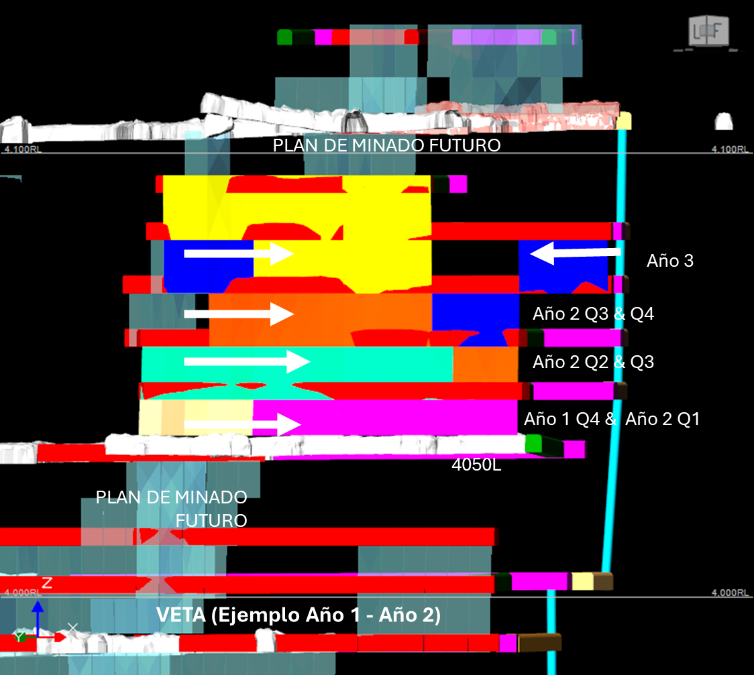 L F
PLAN DE MINADO FUTURO
4.100RL
4.100RL
Año 3
Año 2 Q3 & Q4
Año 2 Q2 & Q3
Año 1 Q4 & Año 2 Q1
4050L
PLAN DE MINADO
FUTURO
Z
4.000RL
4.000RL
VETA (Ejemplo Año 1 - Año 2)
X
Y